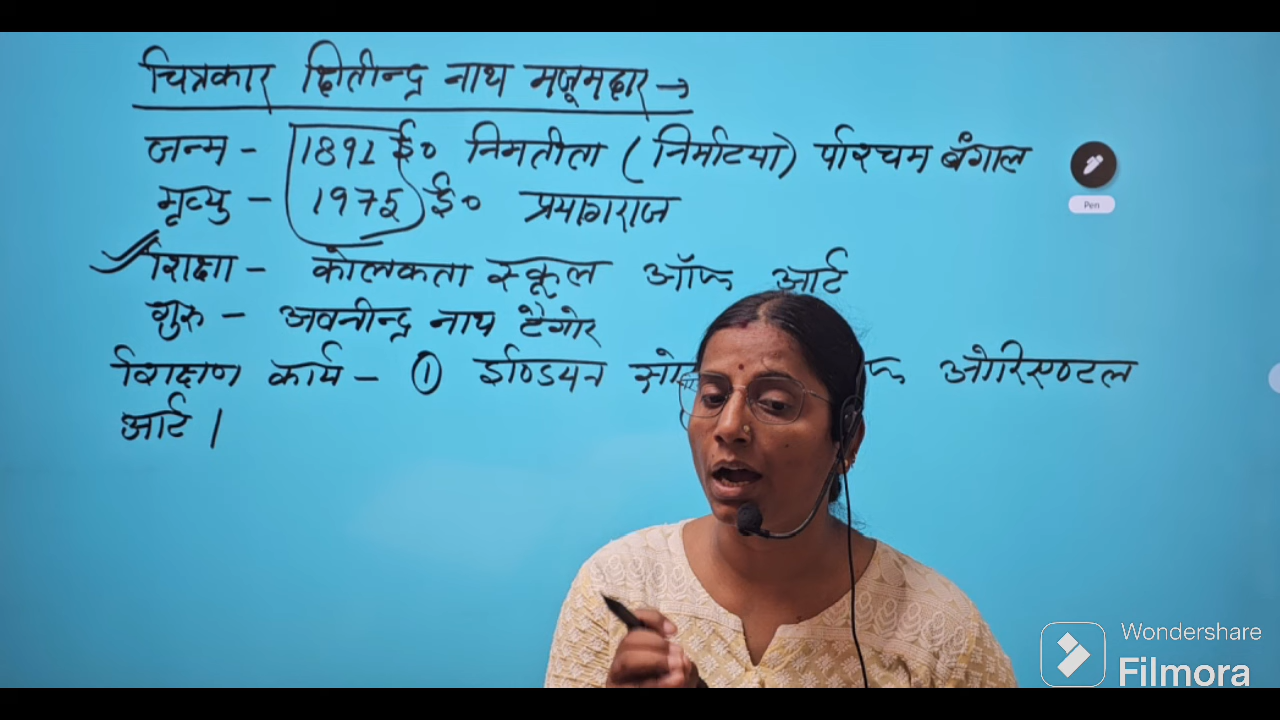 चित्रकार क्षितीन्द्र नाथ मजूमदार →
जन्म - 1891 ई० निमतीता (निर्माटया) पश्चिम बंगाल
Pen
मृत्यु - 1975 ई० प्रयागराज
शिक्षा - कोलकता स्कूल ऑफ आर्ट
गुरु - अवनीन्द्र नाथ टैगोर
शिक्षण कार्य - ① इण्डियन ओरिएण्टल
आर्ट |
Wondershare
Filmora